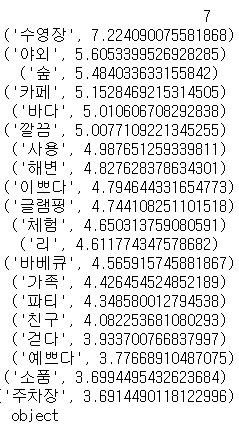 7
('수영장', 7.224090075581868)
('야외', 5.6053399526928285)
('숲', 5.484033633155842)
('카페', 5.1528469215314505)
('바다', 5.010606708292838)
('깔끔', 5.0077109221345255)
('사용', 4.987651259339811)
('해변', 4.827628378634301)
('이쁘다', 4.794644331654773)
('글램핑', 4.744108251101518)
('체험', 4.650313759080591)
('리', 4.611774347578682)
('바베큐', 4.565915745881867)
('가족', 4.426454524852189)
('파티', 4.348580012794538)
('친구', 4.082253681080293)
('걷다', 3.933700766837997)
('예쁘다', 3.77668910487075)
('소품', 3.6994495432623684)
('주차장', 3.6914490118122996)
object